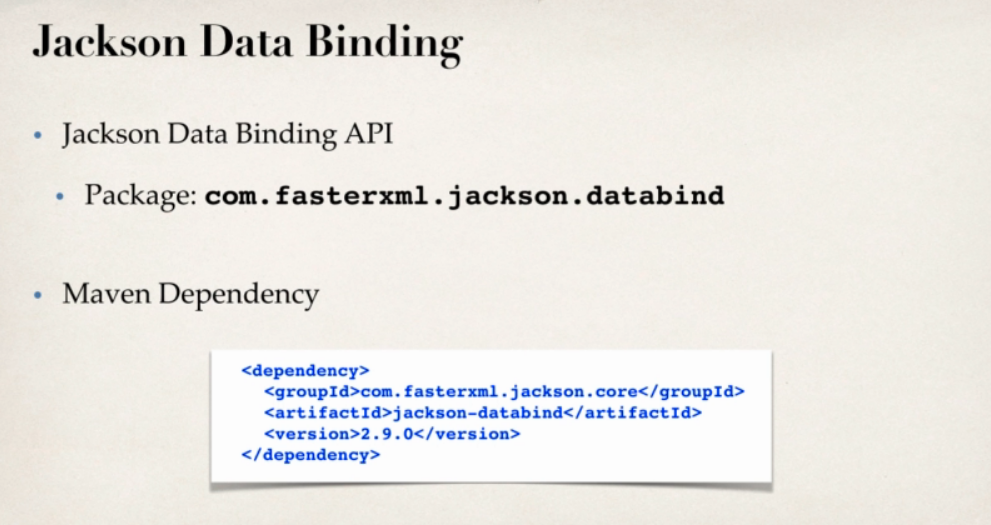 Jackson Data Binding
• Jackson Data Binding API
• Package: com.fasterxml.jackson.databind
• Maven Dependency
<dependency>
<groupId>com.fasterxml.jackson.core</groupId>
<artifactId>jackson-databind</artifactId>
<version>2.9.0</version>
</dependency>